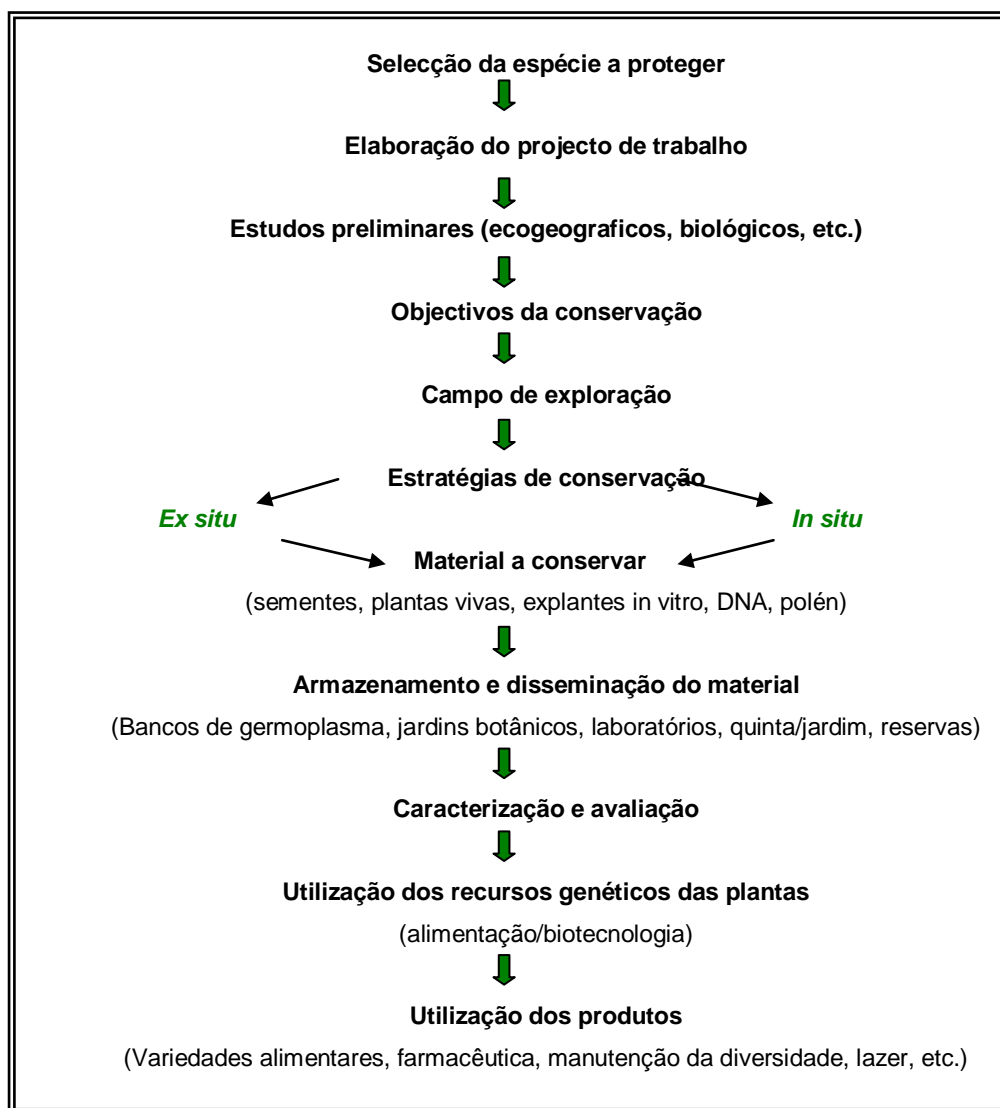 Selecção da espécie a proteger
Elaboração do projecto de trabalho
Estudos preliminares (ecogeograficos, biológicos, etc.)
Objectivos da conservação
Campo de exploração
Estratégias de conservação
Ex situ
In situ
Material a conservar
(sementes, plantas vivas, explantes in vitro, DNA, polén)
Armazenamento e disseminação do material
(Bancos de germoplasma, jardins botânicos, laboratórios, quinta/jardim, reservas)
Caracterização e avaliação
Utilização dos recursos genéticos das plantas
(alimentação/biotecnologia)
Utilização dos produtos
(Variedades alimentares, farmacêutica, manutenção da diversidade, lazer, etc.)